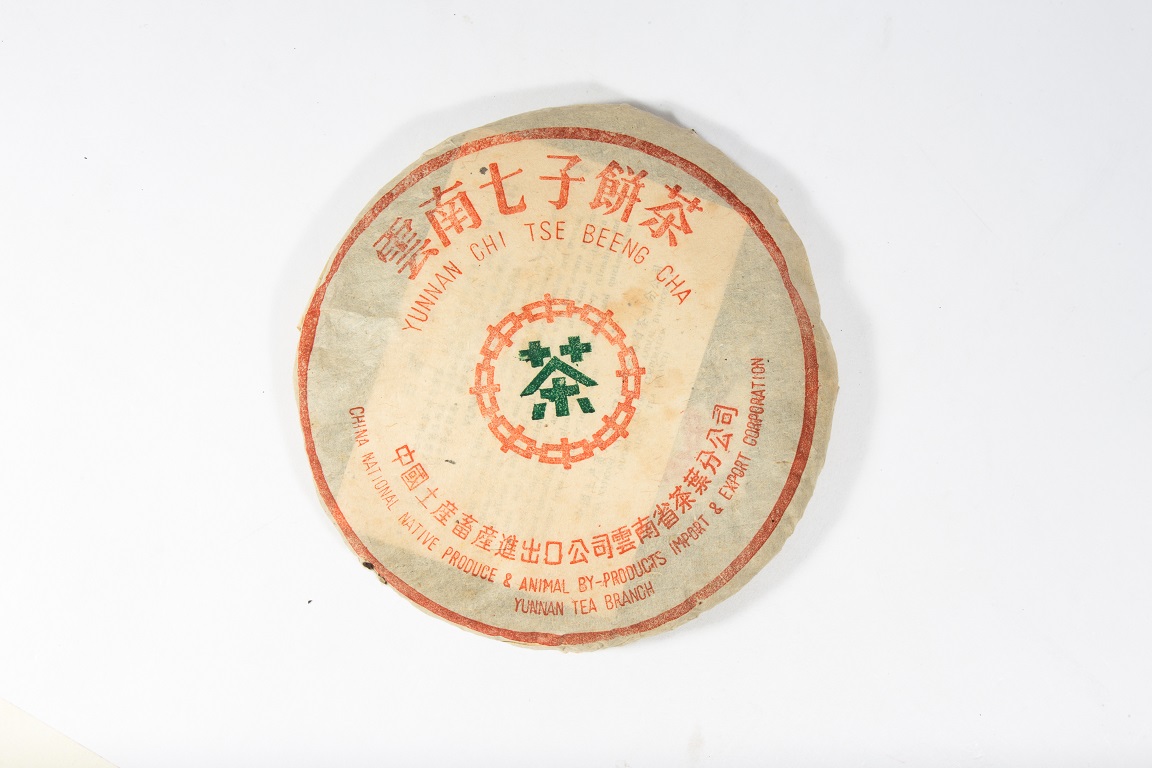 雲南七子餅茶
YUNNAN CHI TSE BEENG CHA
茶
中國土產畜產進出口公司雲南省茶葉分公司
CHINA NATIONAL NATIVE PRODUCE & ANIMAL BY-PRODUCTS IMPORT & EXPORT CORPORATION
YUNNAN TEA BRANCH